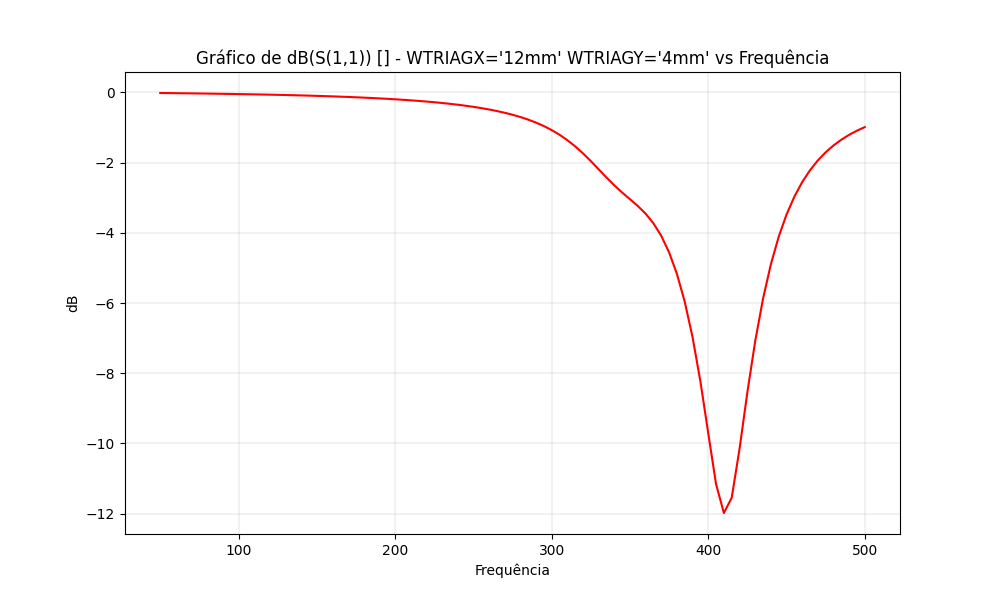 Gráfico de dB(S(1,1)) [] - WTRIAGX='12mm' WTRIAGY='4mm' vs Frequência
0
−2
−4
−6
−8
−10
−12
dB
100 200 300 400 500
Frequência